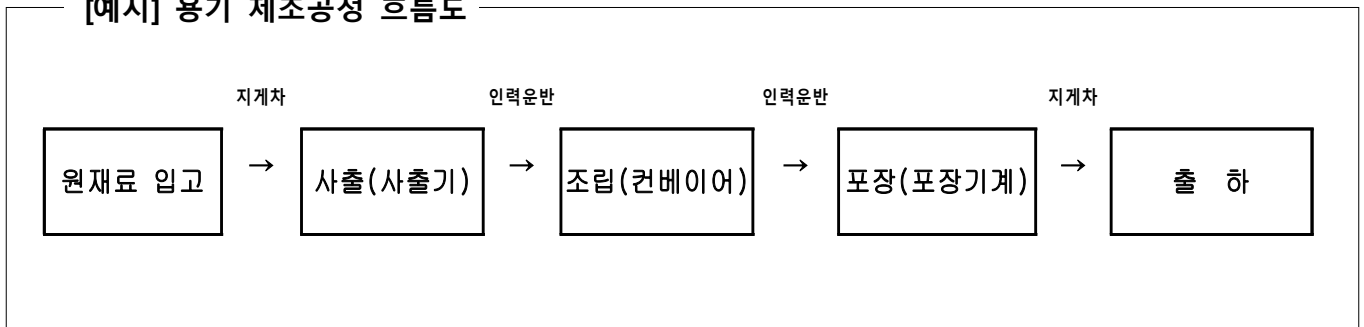 [예시] 용기 제조공정 흐름도
지게차 인력운반 인력운반 지게차
원재료 입고 → 사출(사출기) → 조립(컨베이어) → 포장(포장기계) → 출 하